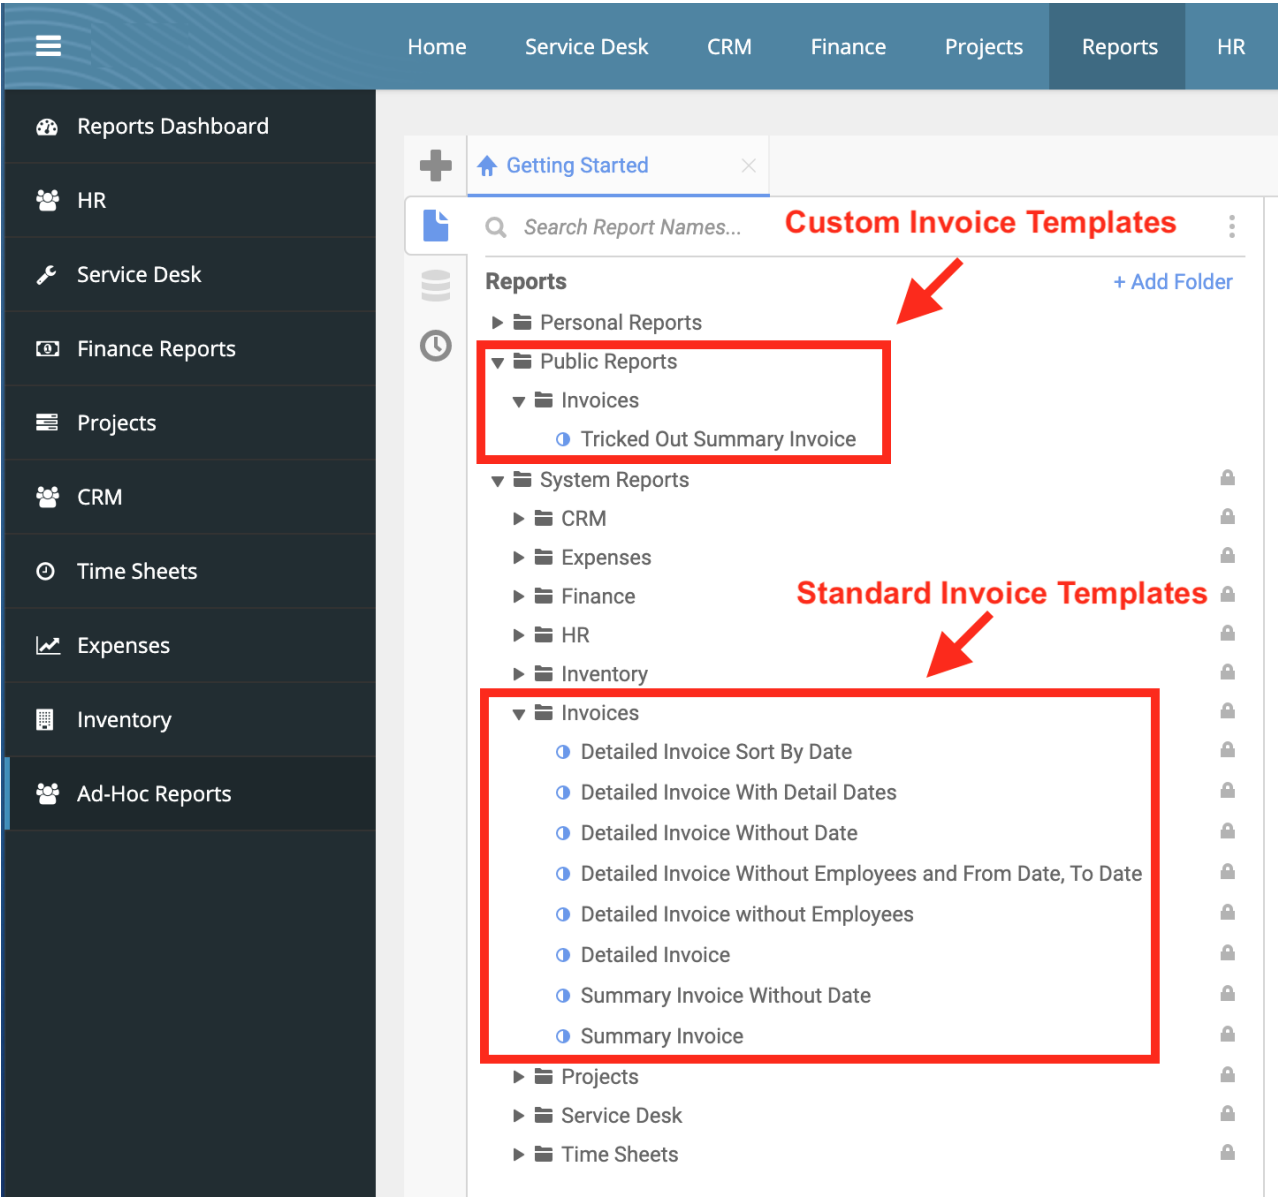 Home Service Desk CRM Finance Projects Reports HR
Reports Dashboard
HR
Service Desk
Finance Reports
Projects
CRM
Time Sheets
Expenses
Inventory
Ad-Hoc Reports
Getting Started
Search Report Names...
Custom Invoice Templates
Reports
+ Add Folder
Personal Reports
Public Reports
Invoices
Tricked Out Summary Invoice
System Reports
CRM
Expenses
Finance
Standard Invoice Templates
HR
Inventory
Invoices
Detailed Invoice Sort By Date
Detailed Invoice With Detail Dates
Detailed Invoice Without Date
Detailed Invoice Without Employees and From Date, To Date
Detailed Invoice without Employees
Detailed Invoice
Summary Invoice Without Date
Summary Invoice
Projects
Service Desk
Time Sheets